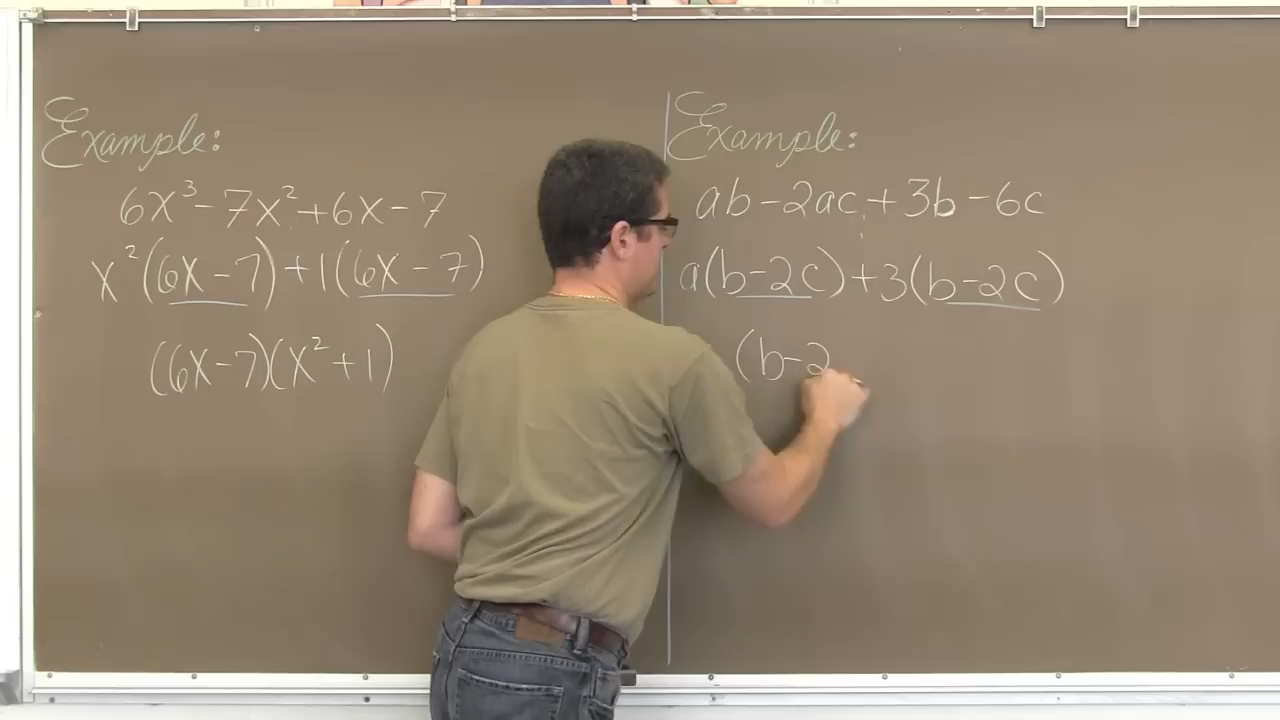 Example:
6x³-7x²+6x-7
x²(6x-7)+1(6x-7)
(6x-7)(x²+1)
Example:
ab-2ac+3b-6c
a(b-2c)+3(b-2c)
(b-2